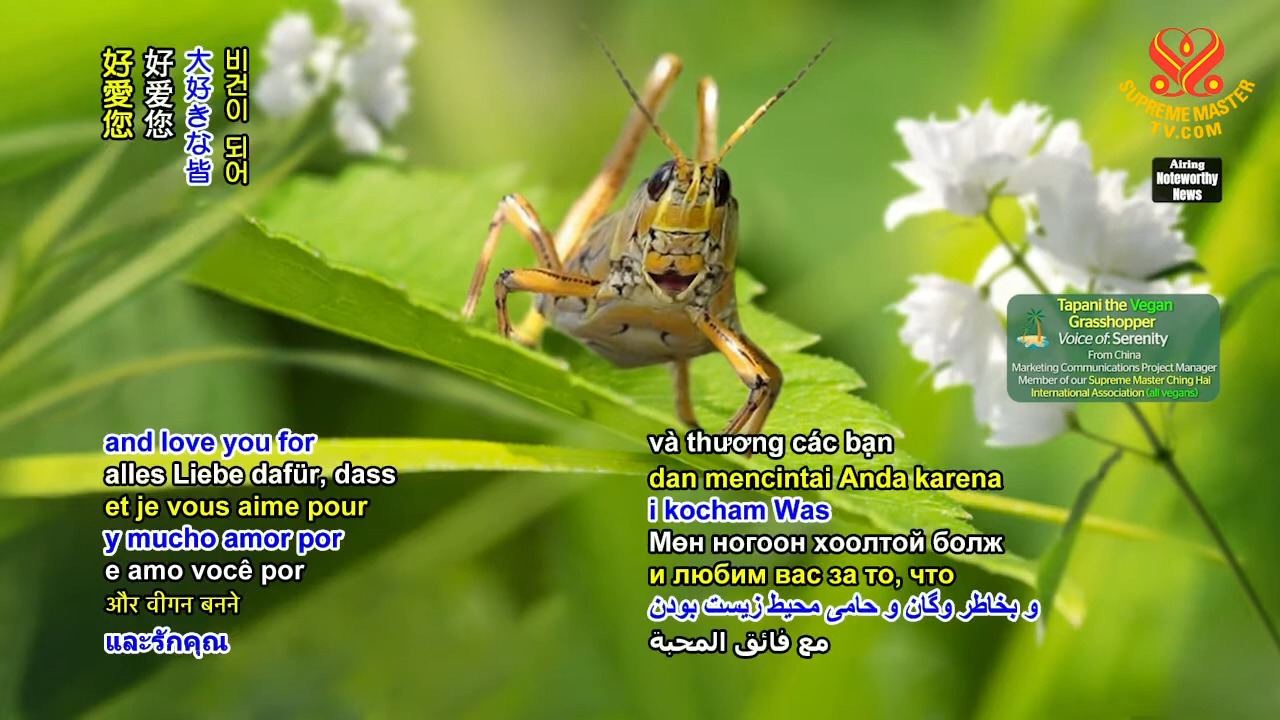 好愛您
好爱您
大好きな皆
비건이 되어
SUPREME MASTER
TV.COM
Airing
Noteworthy
News
Tapani the Vegan
Grasshopper
Voice of: Serenity
From China
Marketing Communications Project Manager
Member of our Supreme Master Ching Hai
International Association (all vegans)
and love you for
alles Liebe dafür, dass
et je vous aime pour
y mucho amor por
e amo você por
और वीगन बनने
และรักคุณ
và thương các bạn
dan mencintai Anda karena
i kocham Was
Мөн ногоон хоолтой болж
и любим вас за то, что
و بخاطر وگان و حامی محیط زیست بودن
مع فائق المحبة